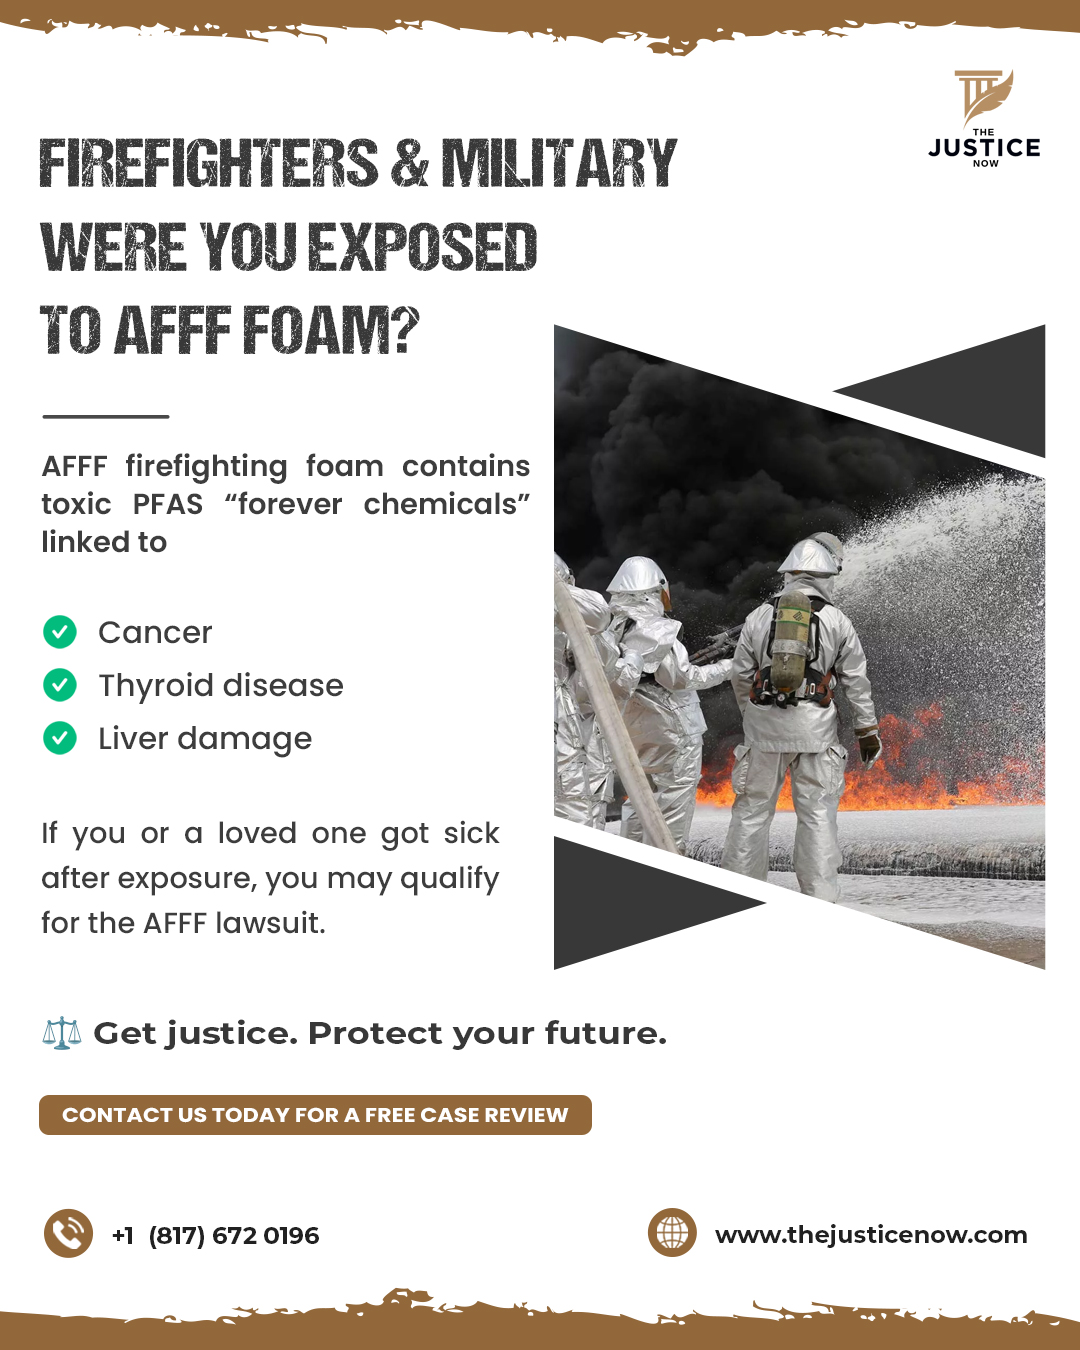 THE
JUSTICE
NOW
FIREFIGHTERS & MILITARY
WERE YOU EXPOSED
TO AFFF FOAM?
AFFF firefighting foam contains
toxic PFAS “forever chemicals”
linked to
Cancer
Thyroid disease
Liver damage
If you or a loved one got sick
after exposure, you may qualify
for the AFFF lawsuit.
Get justice. Protect your future.
CONTACT US TODAY FOR A FREE CASE REVIEW
+1 (817) 672 0196
www.thejusticenow.com